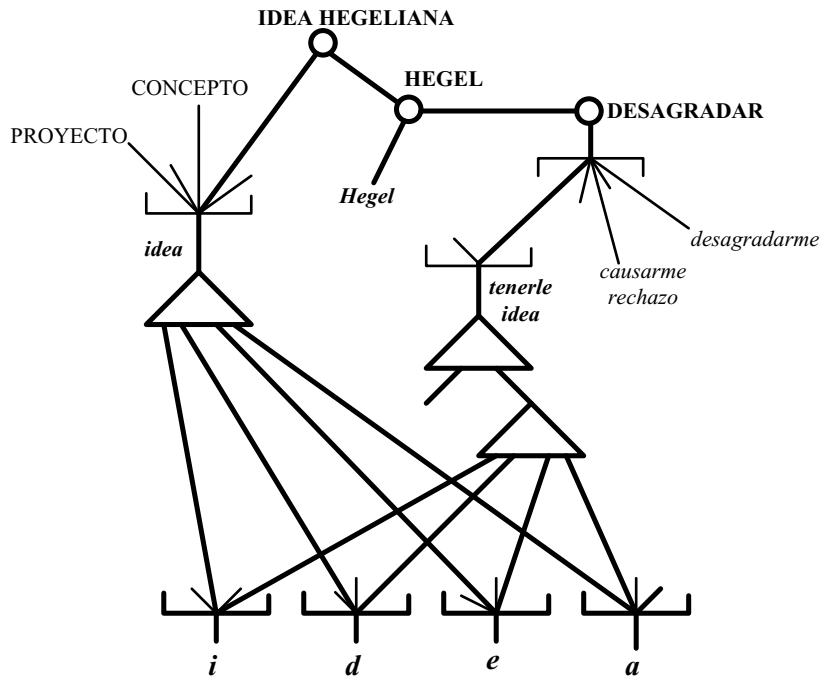 IDEA HEGELIANA
HEGEL
CONCEPTO
DESAGRADAR
PROYECTO
Hegel
idea
desagradarme
causarme
rechazo
tenerle
idea
i d e a